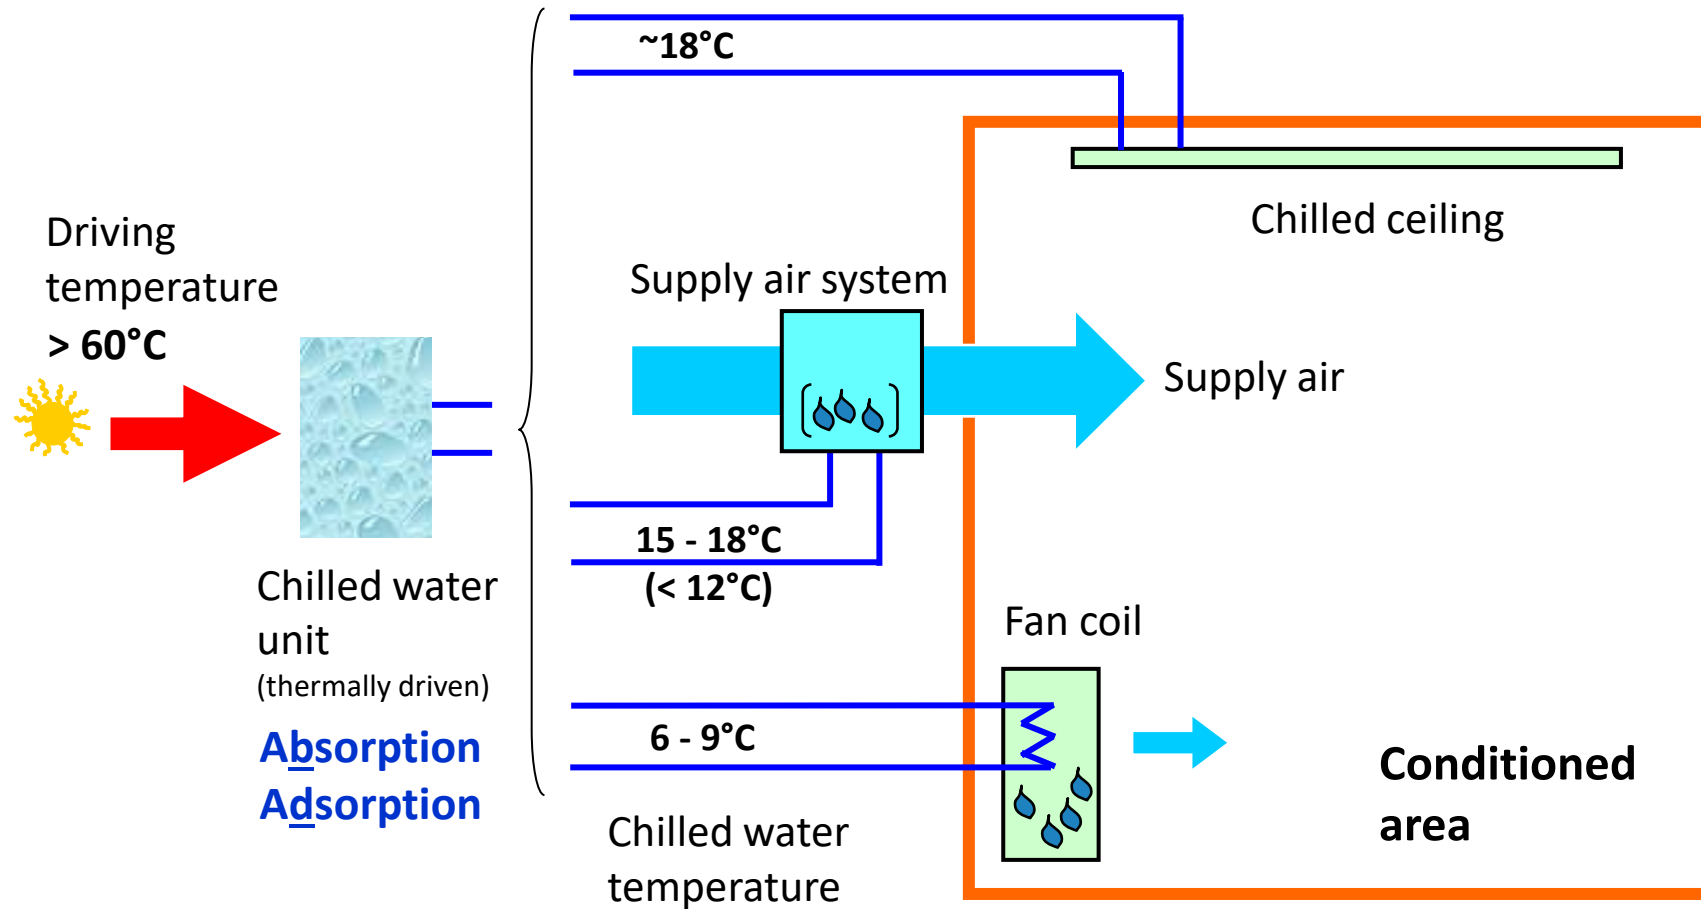 ~18°C
Chilled ceiling
Driving
temperature
> 60°C
Supply air system
Supply air
15 - 18°C
(< 12°C)
Chilled water
unit
(thermally driven)
Absorption
Adsorption
Fan coil
6 - 9°C
Conditioned
area
Chilled water
temperature